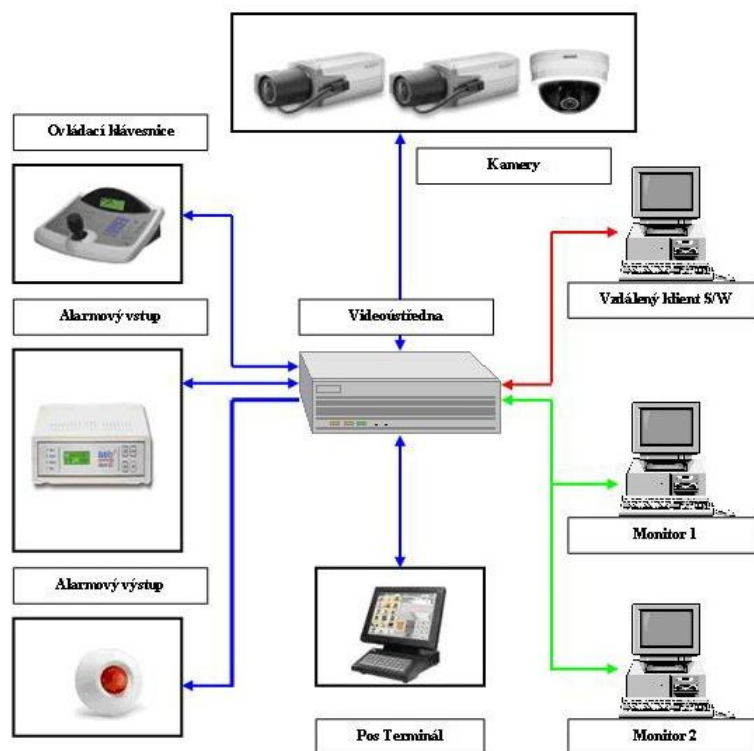 Ovládací klávesnice
Kamery
Alarmový vstup
Videoústředna
Vzdálený klient S/W
Monitor 1
Alarmový výstup
Pos Terminál
Monitor 2